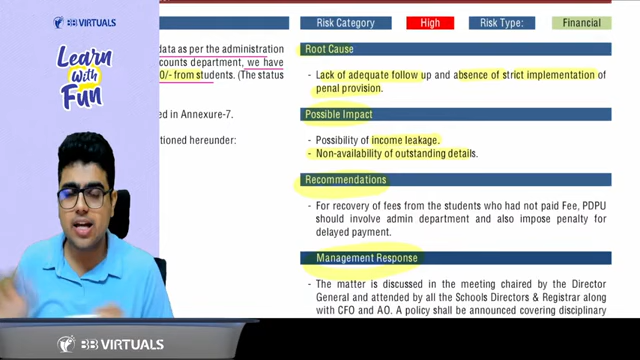 BB VIRTUALS
Learn
With
Fun
data as per the administration
counts department, we have
0/- from students. (The status
ed in Annexure-7.
tioned hereunder:
Risk Category
High
Risk Type:
Financial
Root Cause
- Lack of adequate follow up and absence of strict implementation of
penal provision.
Possible Impact
- Possibility of income leakage.
- Non-availability of outstanding details.
Recommendations
- For recovery of fees from the students who had not paid Fee, PDPU
should involve admin department and also impose penalty for
delayed payment.
Management Response
- The matter is discussed in the meeting chaired by the Director
General and attended by all the Schools Directors & Registrar along
with CFO and AO. A policy shall be announced covering disciplinary
BB VIRTUALS